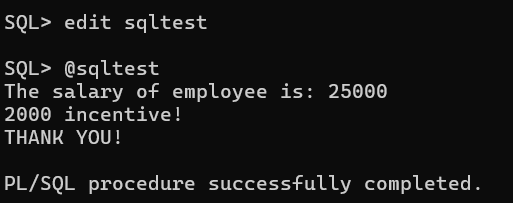 SQL> edit sqltest
SQL> @sqltest
The salary of employee is: 25000
2000 incentive!
THANK YOU!
PL/SQL procedure successfully completed.